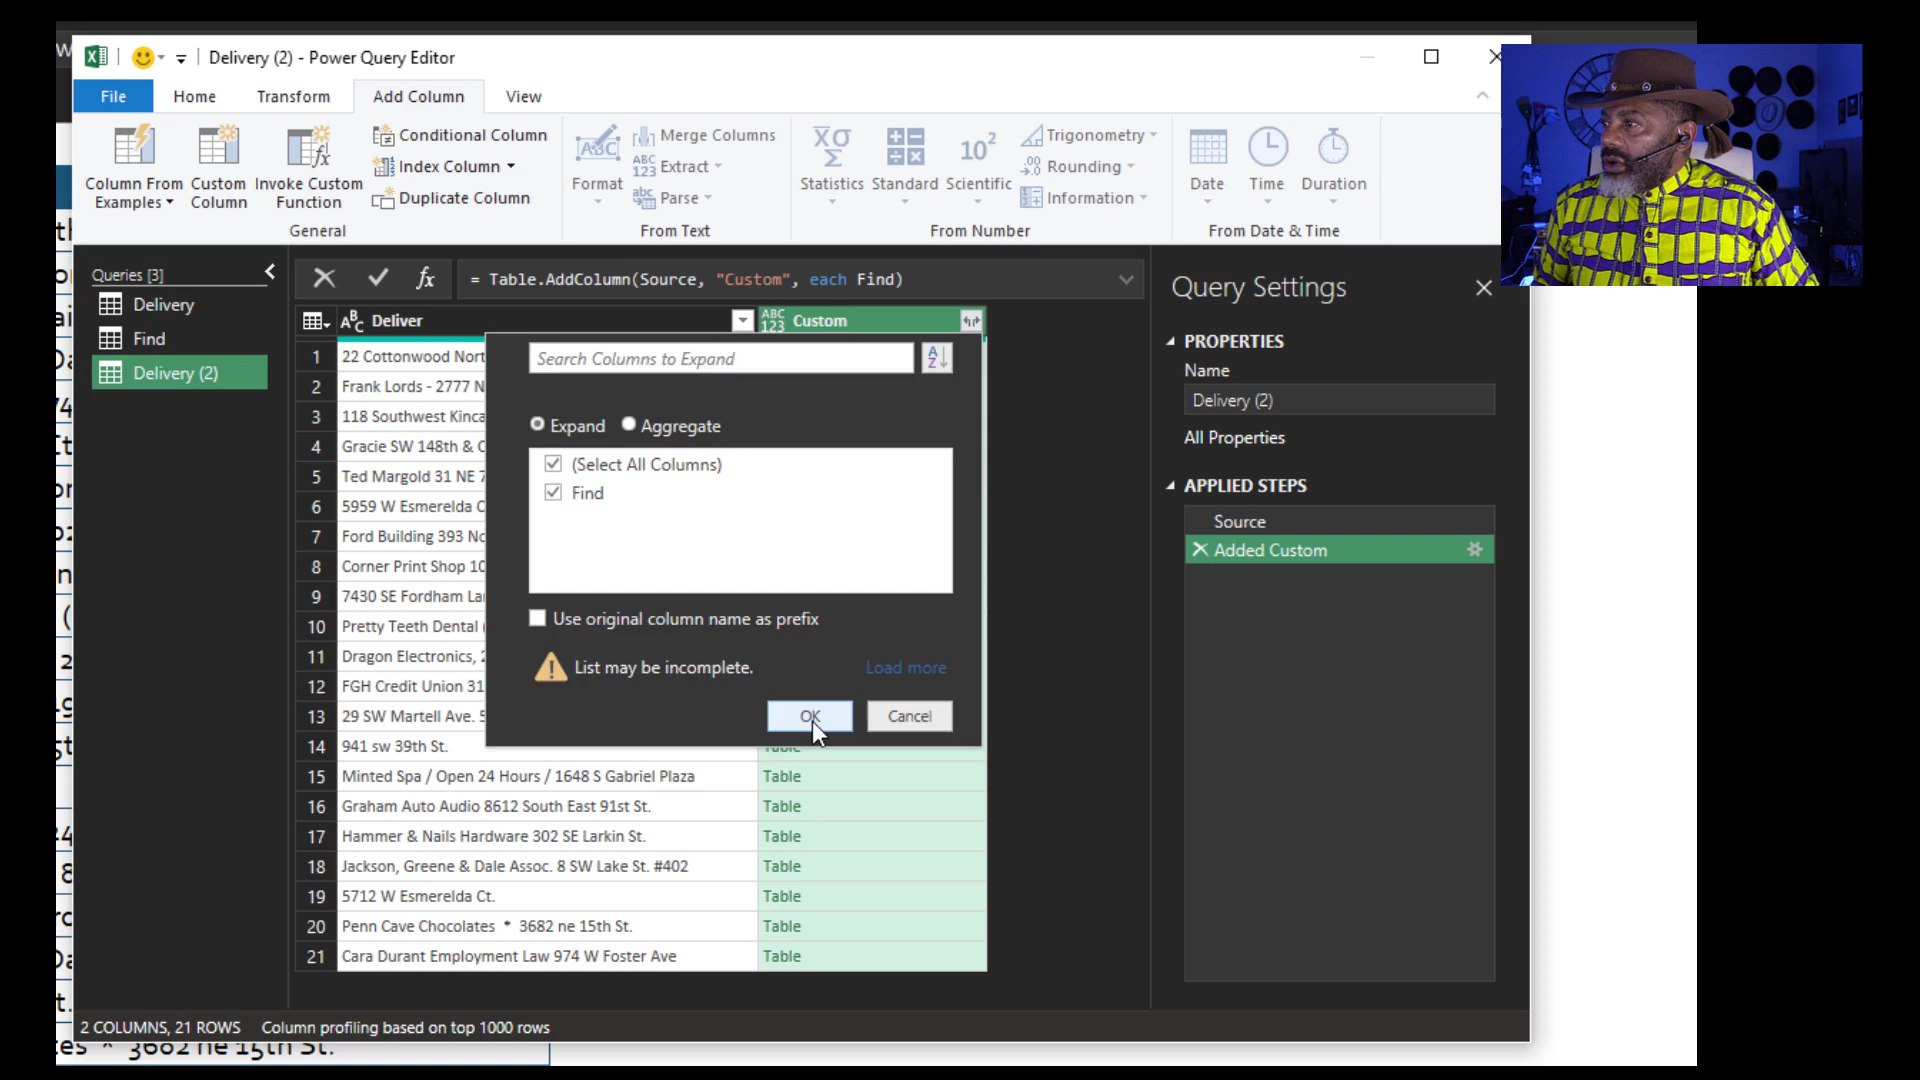 Delivery (2) - Power Query Editor
File Home Transform Add Column View
Column From Examples
Custom Column
Invoke Custom Function
Conditional Column
Index Column
Duplicate Column
General
Format
Merge Columns
Extract
Parse
From Text
Statistics
Standard
Scientific
Trigonometry
Rounding
Information
From Number
Date
Time
Duration
From Date & Time
Queries [3]
Delivery
Find
Delivery (2)
= Table.AddColumn(Source, "Custom", each Find)
Deliver
Custom
1 22 Cottonwood Nort
2 Frank Lords - 2777 N
3 118 Southwest Kinca
4 Gracie SW 148th & C
5 Ted Margold 31 NE 7
6 5959 W Esmerelda C
7 Ford Building 393 No
8 Corner Print Shop 10
9 7430 SE Fordham La
10 Pretty Teeth Dental (
11 Dragon Electronics, 2
12 FGH Credit Union 31
13 29 SW Martell Ave. 5
14 941 sw 39th St. Table
15 Minted Spa / Open 24 Hours / 1648 S Gabriel Plaza Table
16 Graham Auto Audio 8612 South East 91st St. Table
17 Hammer & Nails Hardware 302 SE Larkin St. Table
18 Jackson, Greene & Dale Assoc. 8 SW Lake St. #402 Table
19 5712 W Esmerelda Ct. Table
20 Penn Cave Chocolates * 3682 ne 15th St. Table
21 Cara Durant Employment Law 974 W Foster Ave Table
Search Columns to Expand
Expand Aggregate
(Select All Columns)
Find
Use original column name as prefix
List may be incomplete. Load more
OK Cancel
Query Settings
PROPERTIES
Name
Delivery (2)
All Properties
APPLIED STEPS
Source
Added Custom
2 COLUMNS, 21 ROWS Column profiling based on top 1000 rows
3682 ne 15th St.